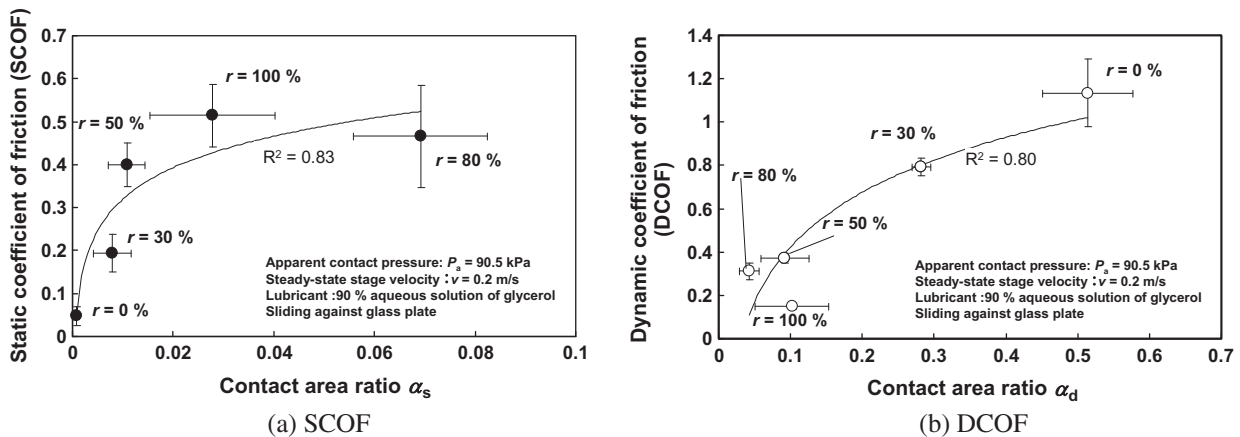 Static coefficient of friction (SCOF)
0.7
0.6
0.5
0.4
0.3
0.2
0.1
0
r = 100 %
r = 50 %
R² = 0.83
r = 80 %
r = 30 %
r = 0 %
Apparent contact pressure: Pa = 90.5 kPa
Steady-state stage velocity : v = 0.2 m/s
Lubricant :90 % aqueous solution of glycerol
Sliding against glass plate
0
0.02
0.04
0.06
0.08
0.1
Contact area ratio αs
(a) SCOF
Dynamic coefficient of friction
(DCOF)
1.4
1.2
1
0.8
0.6
0.4
0.2
0
r = 0 %
r = 30 %
R² = 0.80
r = 80 %
r = 50 %
r = 100 %
Apparent contact pressure: Pa = 90.5 kPa
Steady-state stage velocity : v = 0.2 m/s
Lubricant :90 % aqueous solution of glycerol
Sliding against glass plate
0
0.1
0.2
0.3
0.4
0.5
0.6
0.7
Contact area ratio αd
(b) DCOF